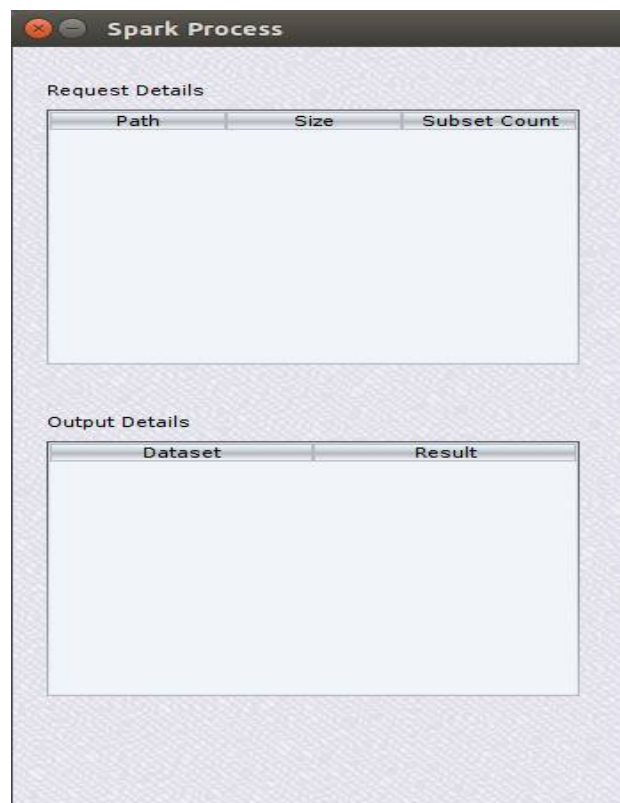 Spark Process
Request Details
Path Size Subset Count
Output Details
Dataset Result